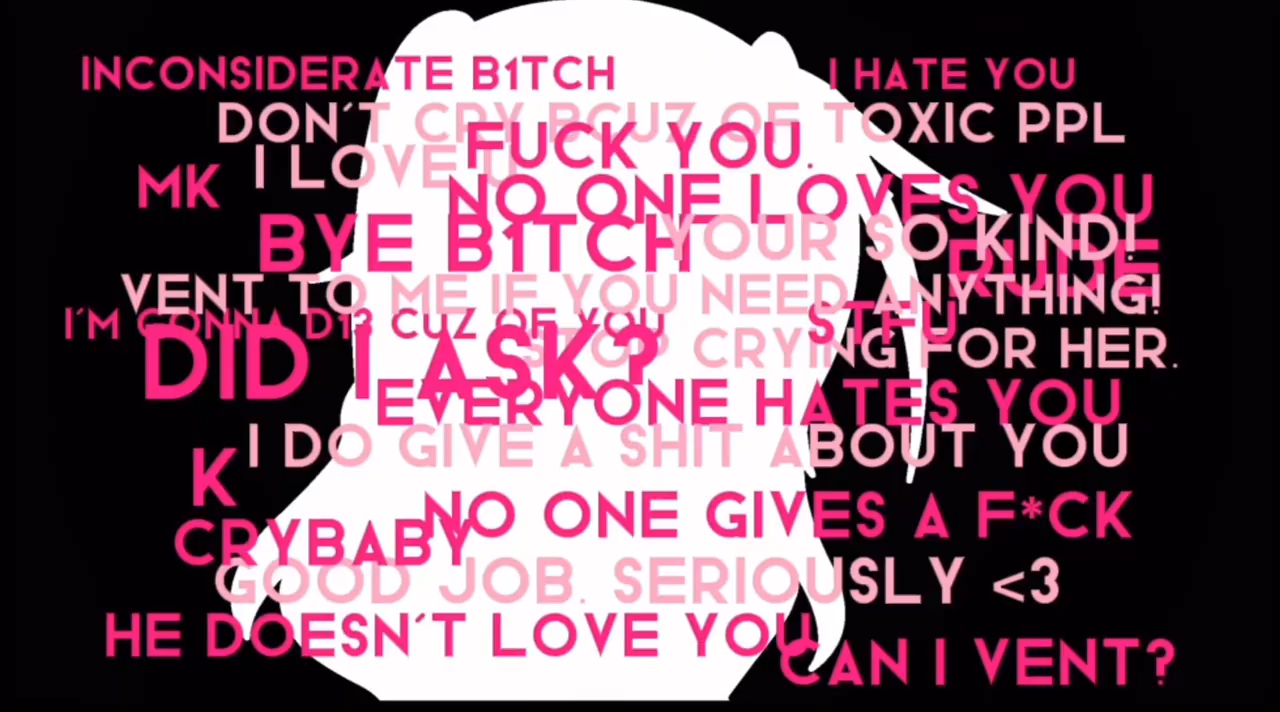 INCONSIDERATE B1TCH
I HATE YOU
DON'T CRY BCUZ OF TOXIC PPL
FUCK YOU.
I LOVE U
MK
NO ONE LOVES YOU
BYE B1TCH
YOUR SO KIND!
RUDE
VENT TO ME IF YOU NEED ANYTHING!
I'M GONNA D13 CUZ OF YOU
STFU
DID I ASK?
STOP CRYING FOR HER.
EVERYONE HATES YOU
I DO GIVE A SHIT ABOUT YOU
K
NO ONE GIVES A F*CK
CRYBABY
GOOD JOB. SERIOUSLY <3
HE DOESN'T LOVE YOU
CAN I VENT?